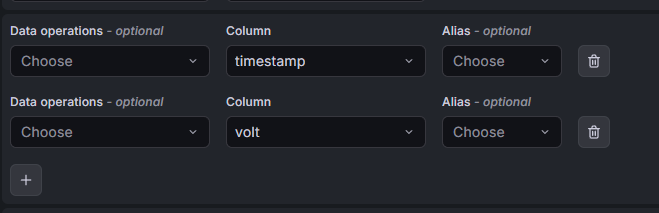 Data operations - optional Column Alias - optional
Choose timestamp Choose
Data operations - optional Column Alias - optional
Choose volt Choose